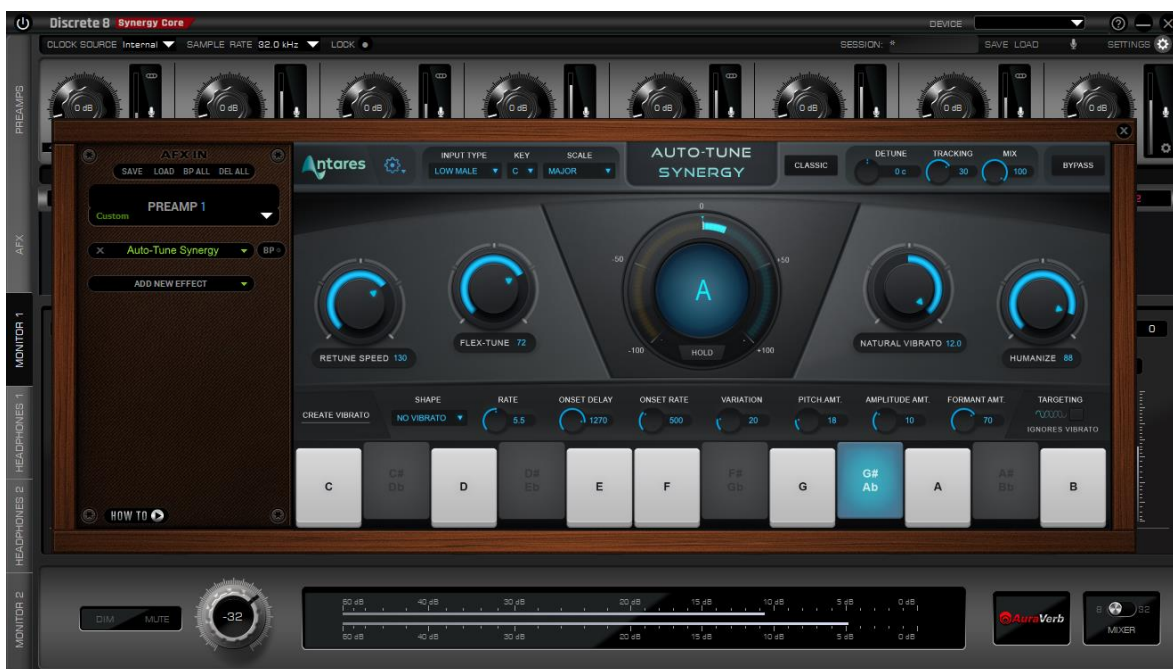 Discrete 8 Synergy Core
DEVICE
CLOCK SOURCE Internal SAMPLE RATE 32.0 kHz LOCK
SESSION: * SAVE LOAD SETTINGS
PREAMPS
AFX
MONITOR 1
HEADPHONES 1
HEADPHONES 2
MONITOR 2
0 dB 0 dB 0 dB 0 dB 0 dB 0 dB 0 dB
AFX IN
SAVE LOAD BP ALL DEL ALL
PREAMP 1
Custom
Auto-Tune Synergy BP
ADD NEW EFFECT
HOW TO
Antares
INPUT TYPE KEY SCALE
LOW MALE C MAJOR
AUTO-TUNE
SYNERGY
CLASSIC
DETUNE TRACKING MIX
0 c 30 100
BYPASS
0
-50 +50
A
-100 HOLD +100
RETUNE SPEED 130
FLEX-TUNE 72
NATURAL VIBRATO 12.0
HUMANIZE 88
CREATE VIBRATO
SHAPE RATE ONSET DELAY ONSET RATE VARIATION PITCH AMT. AMPLITUDE AMT. FORMANT AMT. TARGETING
NO VIBRATO 5.5 1270 500 20 18 10 70
IGNORES VIBRATO
C C# Db D D# Eb E F F# Gb G G# Ab A A# Bb B
2
0
DIM MUTE
-32
60 dB 40 dB 30 dB 20 dB 15 dB 10 dB 5 dB 0 dB
60 dB 40 dB 30 dB 20 dB 15 dB 10 dB 5 dB 0 dB
AuraVerb
8 32
MIXER